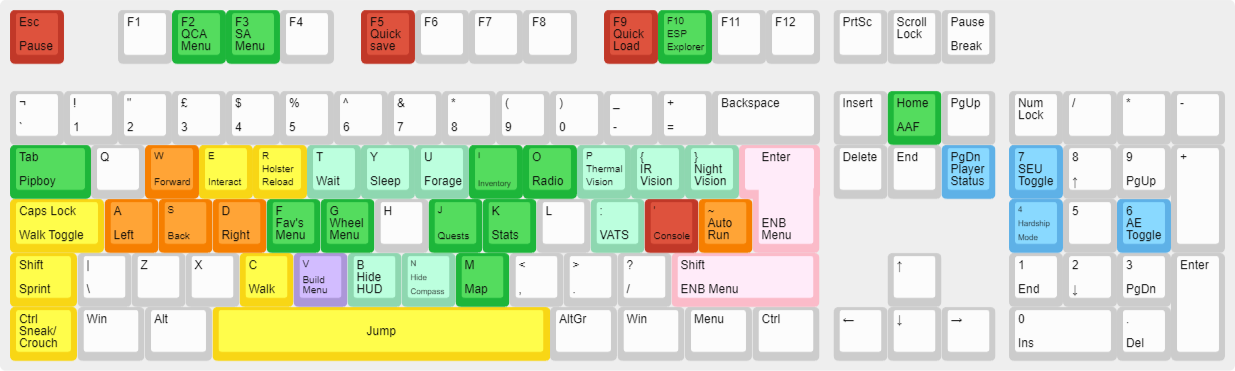 Esc
Pause
F1
F2
QCA
Menu
F3
SA
Menu
F4
F5
Quick
save
F6
F7
F8
F9
Quick
Load
F10
ESP
Explorer
F11
F12
PrtSc
Scroll
Lock
Pause
Break
¬
`
!
1
"
2
£
3
$
4
%
5
^
6
&
7
*
8
(
9
)
0
_
-
+
=
Backspace
Insert
Home
AAF
PgUp
Num
Lock
/
*
-
Tab
Pipboy
Q
W
Forward
E
Interact
R
Holster
Reload
T
Wait
Y
Sleep
U
Forage
I
Inventory
O
Radio
P
Thermal
Vision
{
IR
Vision
}
Night
Vision
Enter
ENB
Menu
Delete
End
PgDn
Player
Status
7
SEU
Toggle
8
↑
9
PgUp
+
Caps Lock
Walk Toggle
A
Left
S
Back
D
Right
F
Fav's
Menu
G
Wheel
Menu
H
J
Quests
K
Stats
L
:
VATS
'
Console
~
Auto
Run
4
Hardship
Mode
5
6
AE
Toggle
Shift
Sprint
|
\
Z
X
C
Walk
V
Build
Menu
B
Hide
HUD
N
Hide
Compass
M
Map
<
,
>
.
?
/
Shift
ENB Menu
↑
1
End
2
↓
3
PgDn
Enter
Ctrl
Sneak/
Crouch
Win
Alt
Jump
AltGr
Win
Menu
Ctrl
←
↓
→
0
Ins
.
Del